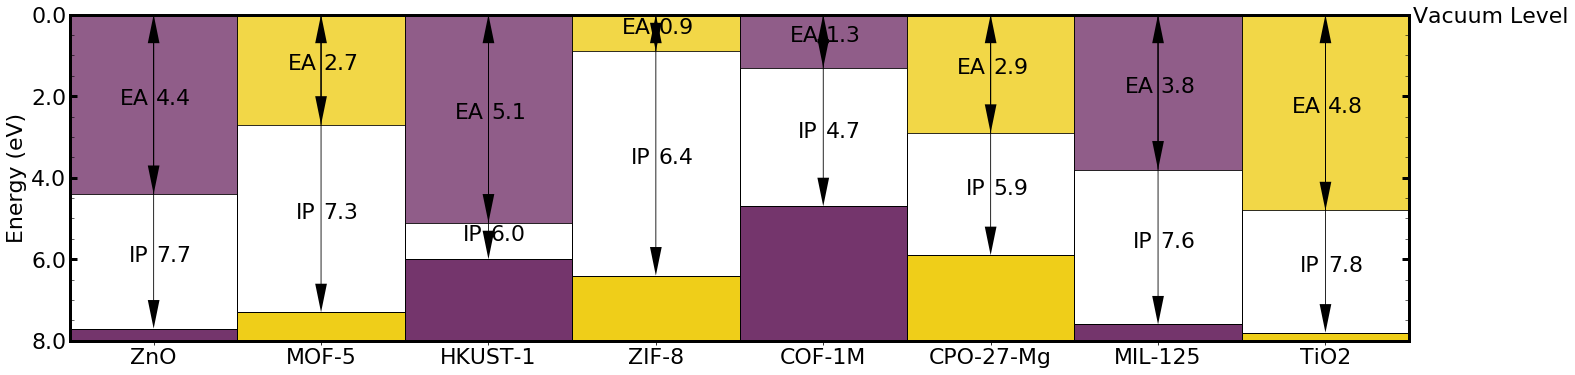 Vacuum Level
Energy (eV)
0.0
2.0
4.0
6.0
8.0
EA 4.4
IP 7.7
EA 2.7
IP 7.3
EA 5.1
IP 6.0
EA 0.9
IP 6.4
EA 1.3
IP 4.7
EA 2.9
IP 5.9
EA 3.8
IP 7.6
EA 4.8
IP 7.8
ZnO MOF-5 HKUST-1 ZIF-8 COF-1M CPO-27-Mg MIL-125 TiO2